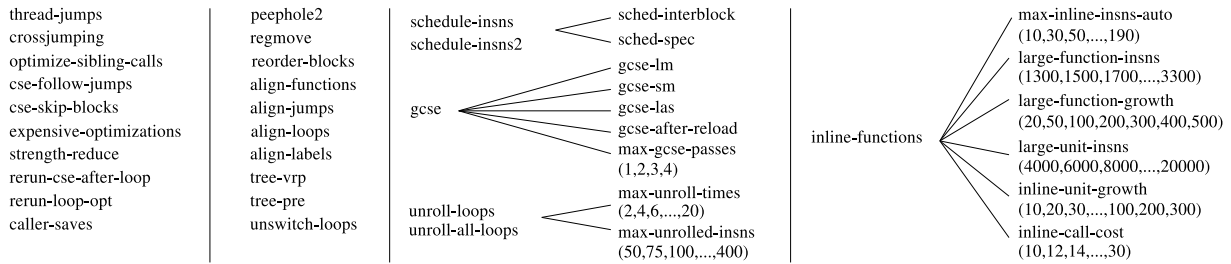 thread-jumps
crossjumping
optimize-sibling-calls
cse-follow-jumps
cse-skip-blocks
expensive-optimizations
strength-reduce
rerun-cse-after-loop
rerun-loop-opt
caller-saves
peephole2
regmove
reorder-blocks
align-functions
align-jumps
align-loops
align-labels
tree-vrp
tree-pre
unswitch-loops
schedule-insns
schedule-insns2
sched-interblock
sched-spec
gcse
gcse-lm
gcse-sm
gcse-las
gcse-after-reload
max-gcse-passes
(1,2,3,4)
unroll-loops
unroll-all-loops
max-unroll-times
(2,4,6,...,20)
max-unrolled-insns
(50,75,100,...,400)
inline-functions
max-inline-insns-auto
(10,30,50,...,190)
large-function-insns
(1300,1500,1700,...,3300)
large-function-growth
(20,50,100,200,300,400,500)
large-unit-insns
(4000,6000,8000,...,20000)
inline-unit-growth
(10,20,30,...,100,200,300)
inline-call-cost
(10,12,14,...,30)